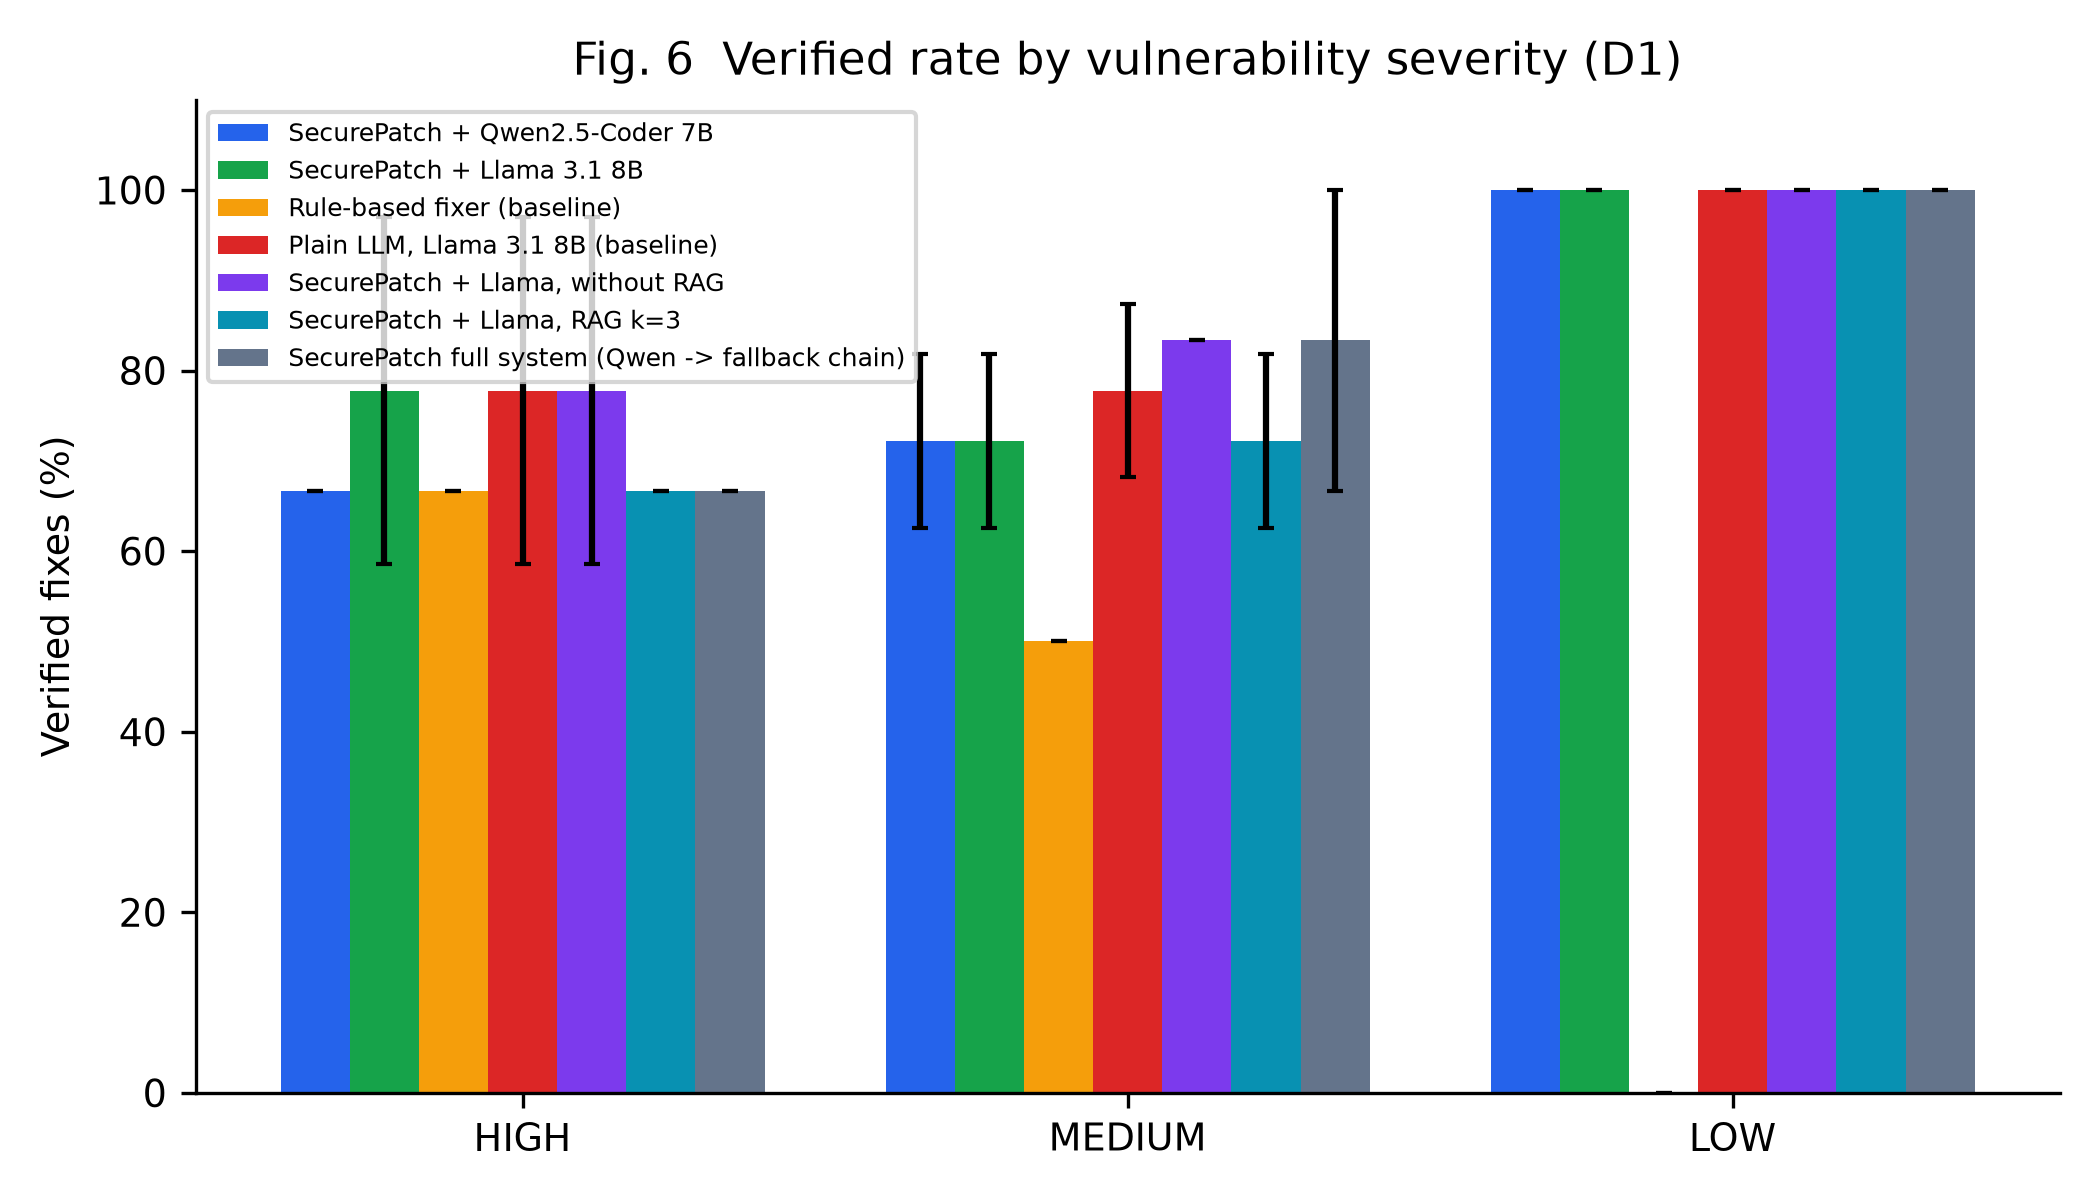 Fig. 6  Verified rate by vulnerability severity (D1)
SecurePatch + Qwen2.5-Coder 7B
SecurePatch + Llama 3.1 8B
Rule-based fixer (baseline)
Plain LLM, Llama 3.1 8B (baseline)
SecurePatch + Llama, without RAG
SecurePatch + Llama, RAG k=3
SecurePatch full system (Qwen -> fallback chain)
Verified fixes (%)
100
80
60
40
20
0
HIGH
MEDIUM
LOW